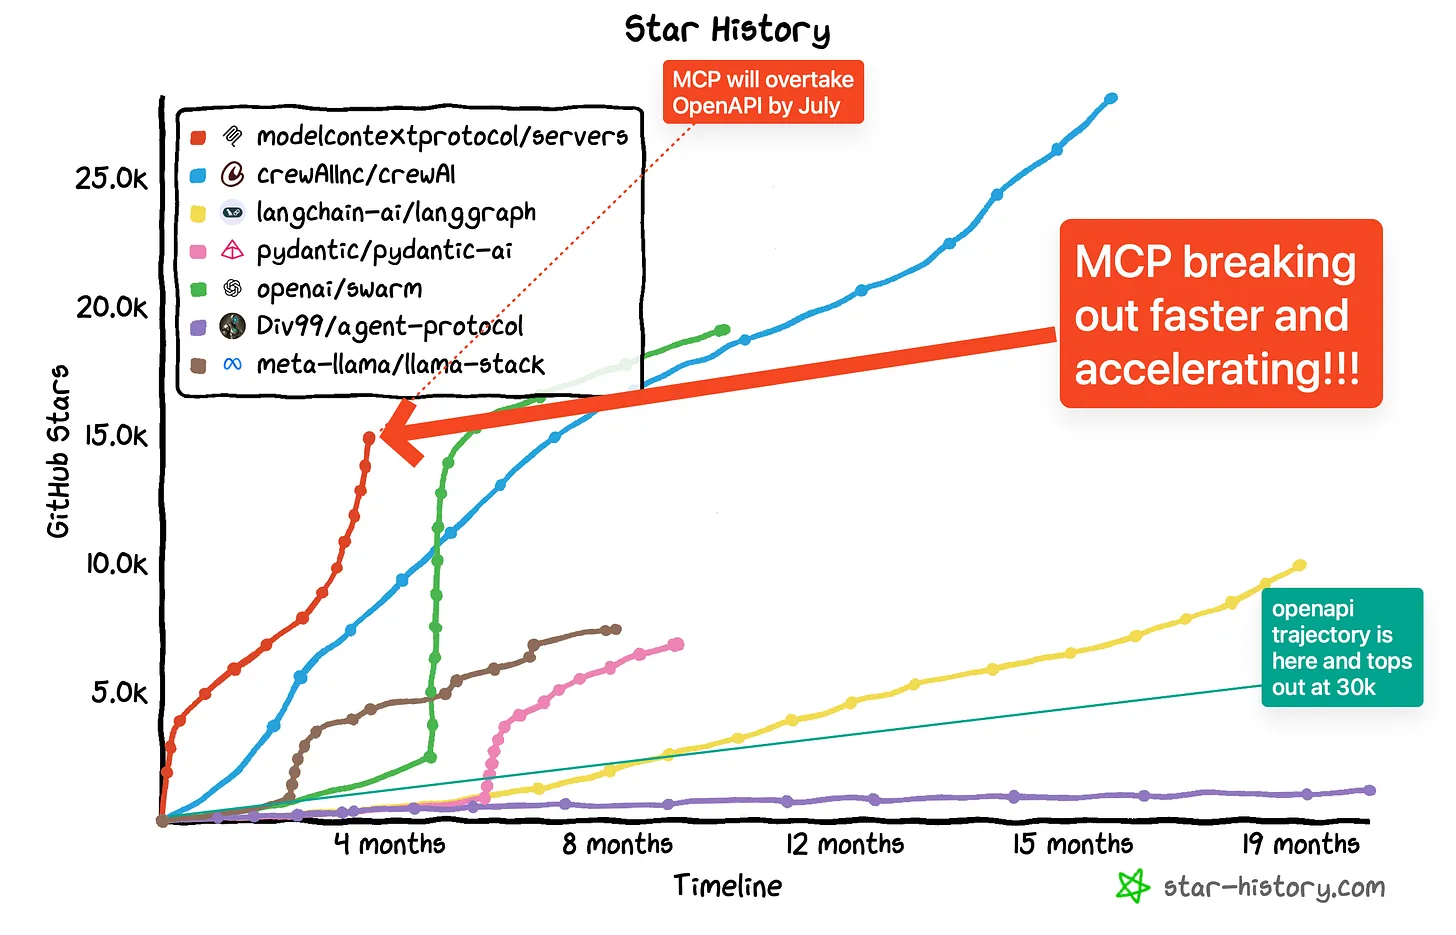 Star History
MCP will overtake
OpenAPI by July
modelcontextprotocol/servers
crewAIInc/crewAI
langchain-ai/langgraph
pydantic/pydantic-ai
openai/swarm
Div99/agent-protocol
meta-llama/llama-stack
MCP breaking
out faster and
accelerating!!!
GitHub Stars
25.0k
20.0k
15.0k
10.0k
5.0k
openapi
trajectory is
here and tops
out at 30k
4 months
8 months
12 months
15 months
19 months
Timeline
star-history.com